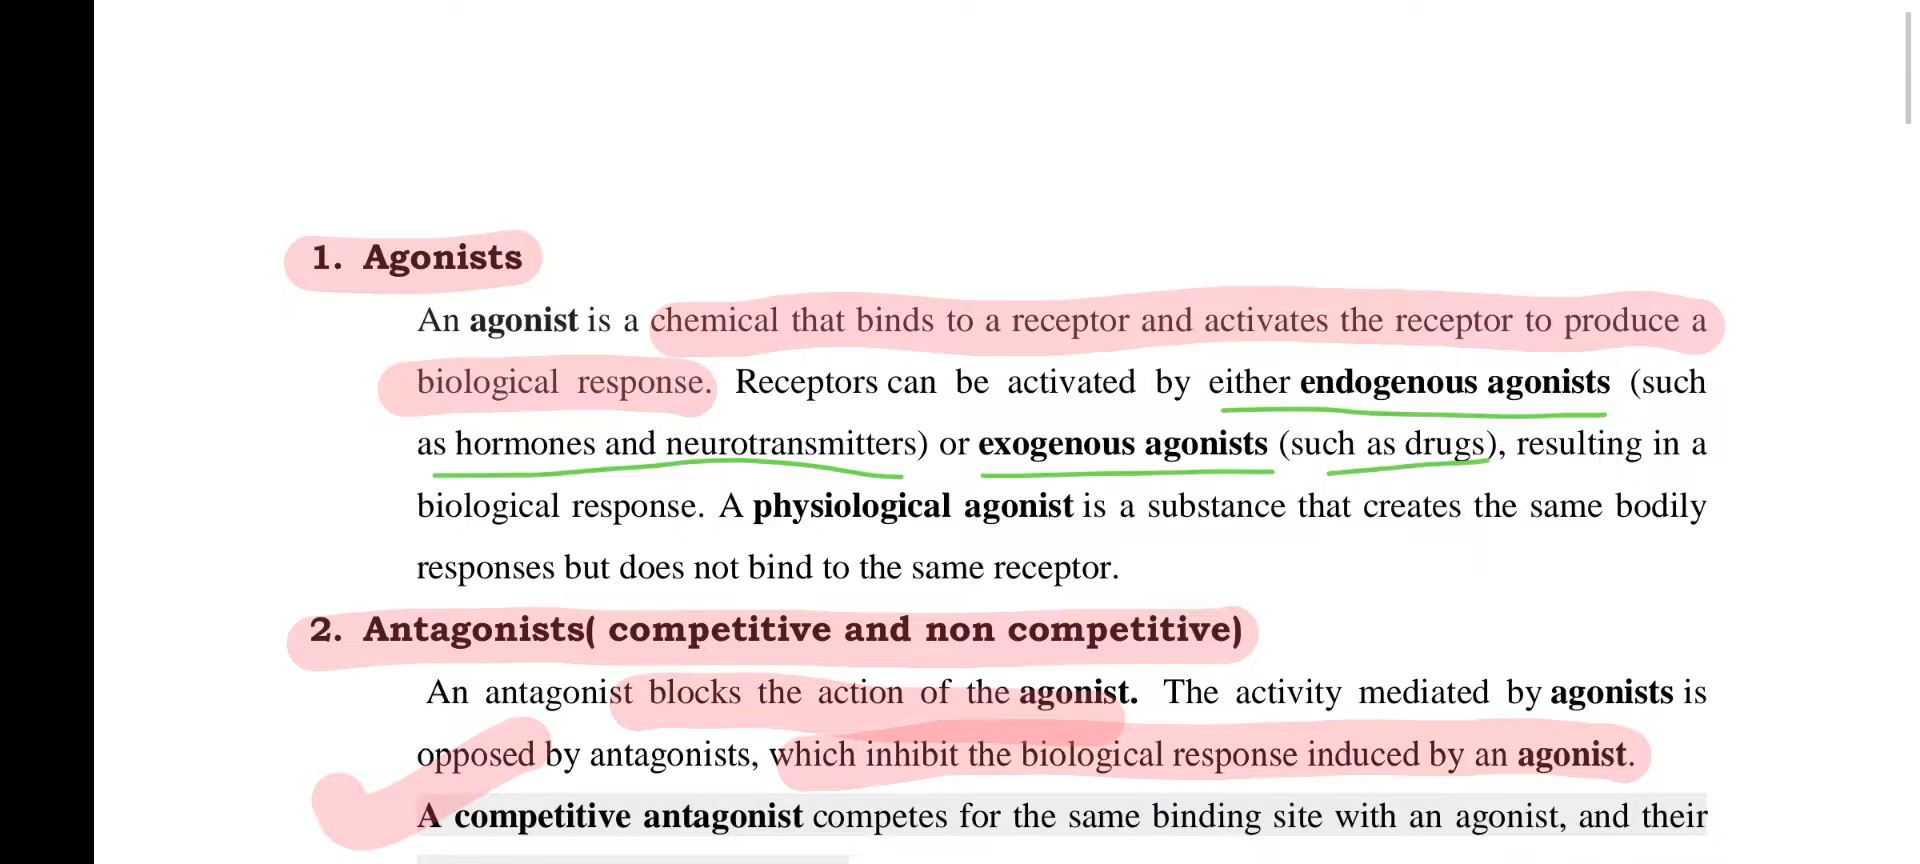 1. Agonists
An agonist is a chemical that binds to a receptor and activates the receptor to produce a
biological response. Receptors can be activated by either endogenous agonists (such
as hormones and neurotransmitters) or exogenous agonists (such as drugs), resulting in a
biological response. A physiological agonist is a substance that creates the same bodily
responses but does not bind to the same receptor.
2. Antagonists( competitive and non competitive)
An antagonist blocks the action of the agonist. The activity mediated by agonists is
opposed by antagonists, which inhibit the biological response induced by an agonist.
A competitive antagonist competes for the same binding site with an agonist, and their